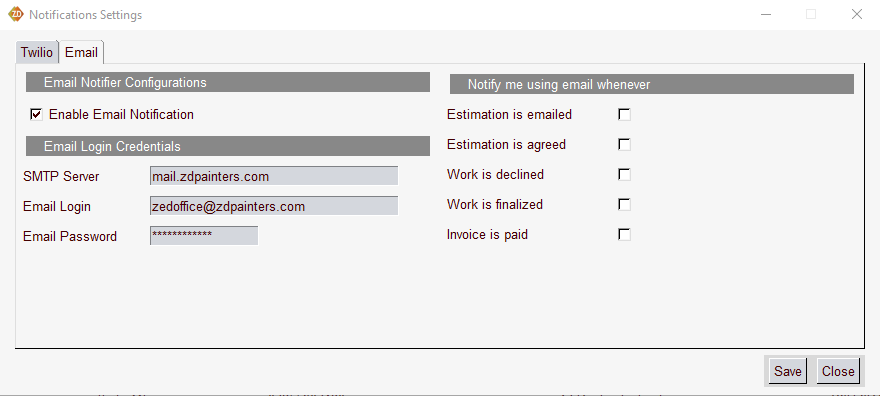 ZD Notifications Settings
Twilio Email
Email Notifier Configurations
Enable Email Notification
Email Login Credentials
SMTP Server mail.zdpainters.com
Email Login zedoffice@zdpainters.com
Email Password ************
Notify me using email whenever
Estimation is emailed
Estimation is agreed
Work is declined
Work is finalized
Invoice is paid
Save Close